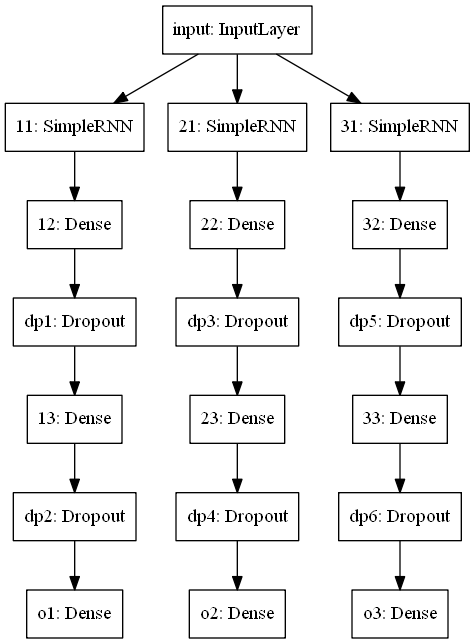 input: InputLayer
11: SimpleRNN
21: SimpleRNN
31: SimpleRNN
12: Dense
22: Dense
32: Dense
dp1: Dropout
dp3: Dropout
dp5: Dropout
13: Dense
23: Dense
33: Dense
dp2: Dropout
dp4: Dropout
dp6: Dropout
o1: Dense
o2: Dense
o3: Dense